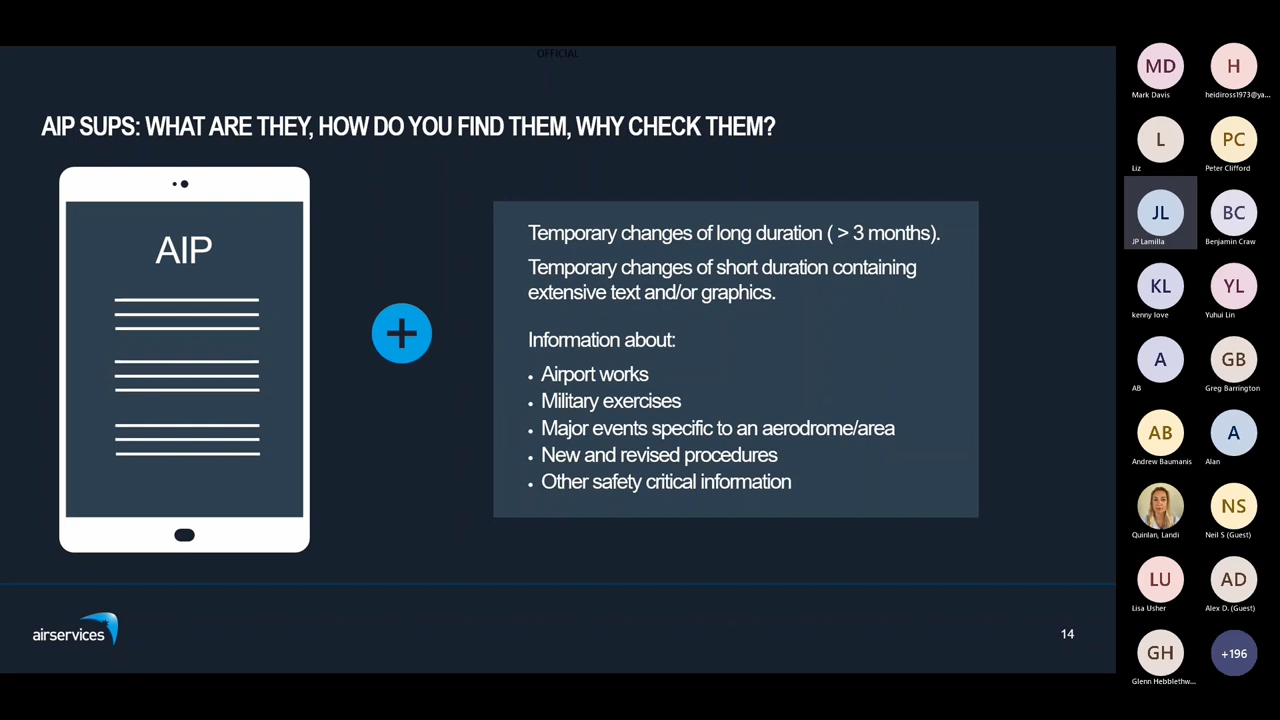 OFFICIAL
AIP SUPS: WHAT ARE THEY, HOW DO YOU FIND THEM, WHY CHECK THEM?
AIP
Temporary changes of long duration ( > 3 months).
Temporary changes of short duration containing
extensive text and/or graphics.
Information about:
• Airport works
• Military exercises
• Major events specific to an aerodrome/area
• New and revised procedures
• Other safety critical information
airservices
14
MD
Mark Davis
H
heidiross1973@ya...
L
Liz
PC
Peter Clifford
JL
JP Lamilla
BC
Benjamin Craw
KL
kenny love
YL
Yuhui Lin
A
AB
GB
Greg Barrington
AB
Andrew Baumanis
A
Alan
Quinlan, Landi
NS
Neil S (Guest)
LU
Lisa Usher
AD
Alex D. (Guest)
GH
Glenn Hebblethw...
+196